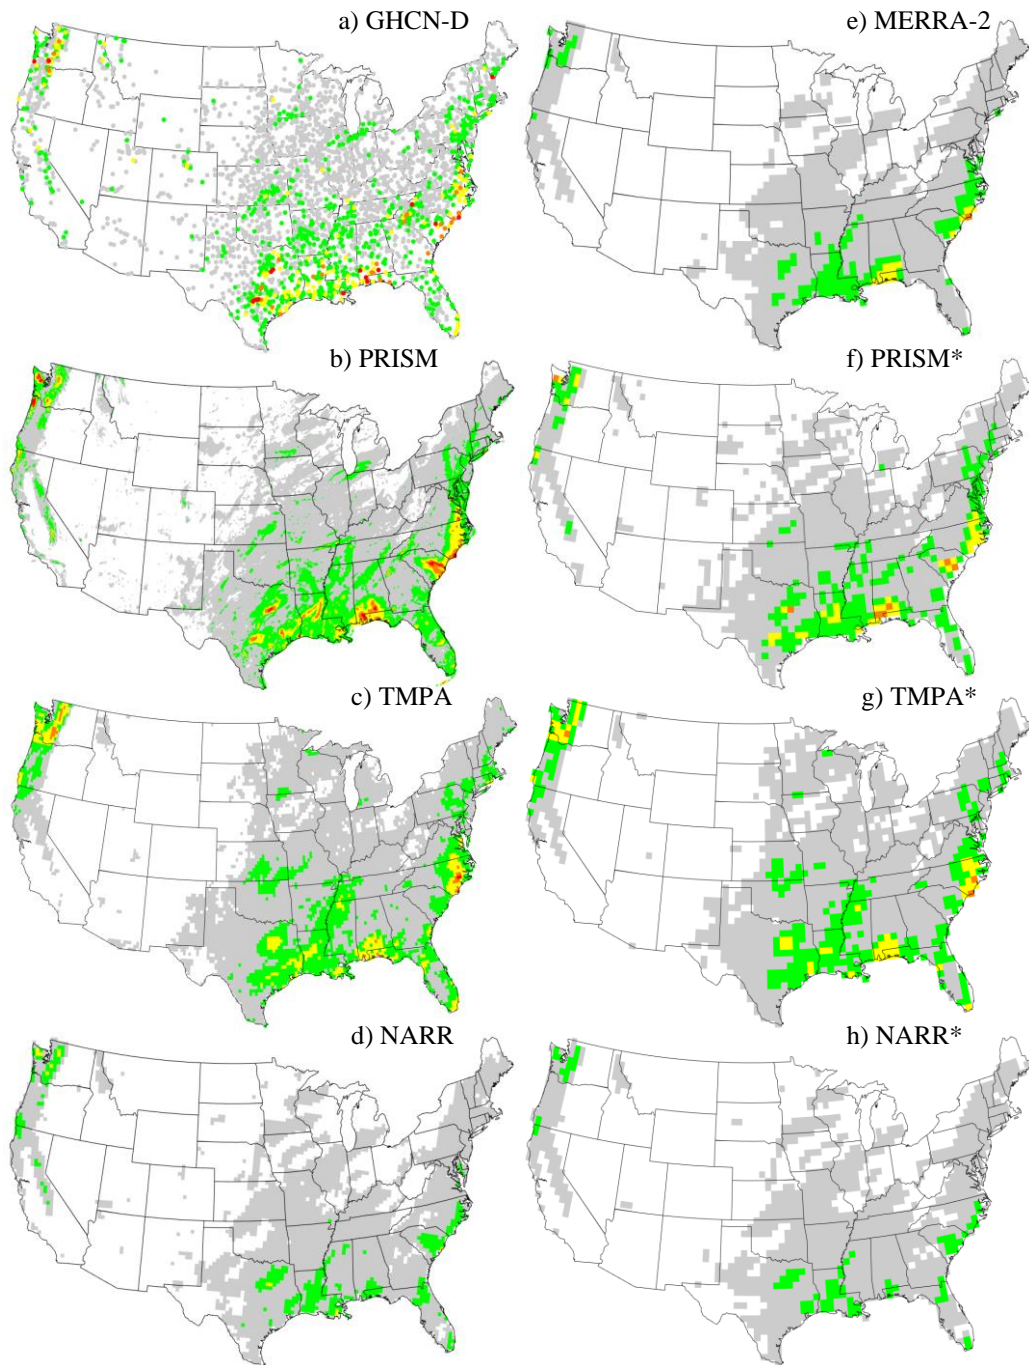 a) GHCN-D
e) MERRA-2
b) PRISM
f) PRISM*
c) TMPA
g) TMPA*
d) NARR
h) NARR*